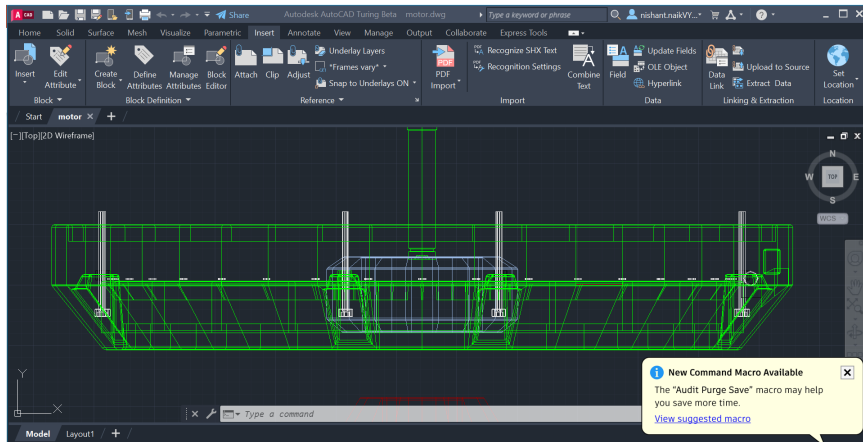 A CAD Share Autodesk AutoCAD Turing Beta motor.dwg Type a keyword or phrase nishant.naikVY...
Home Solid Surface Mesh Visualize Parametric Insert Annotate View Manage Output Collaborate Express Tools
Insert
Edit Attribute
Create Block
Define Attributes
Manage Attributes
Block Editor
Attach
Clip
Adjust
Underlay Layers
*Frames vary*
Snap to Underlays ON
PDF Import
Recognize SHX Text
Recognition Settings
Combine Text
Field
Update Fields
OLE Object
Hyperlink
Data Link
Upload to Source
Extract Data
Set Location
Block Block Definition Reference Import Data Linking & Extraction Location
Start motor
[−][Top][2D Wireframe]
N
W TOP E
S
WCS
New Command Macro Available
The "Audit Purge Save" macro may help
you save more time.
View suggested macro
Y
X
Type a command
Model Layout1